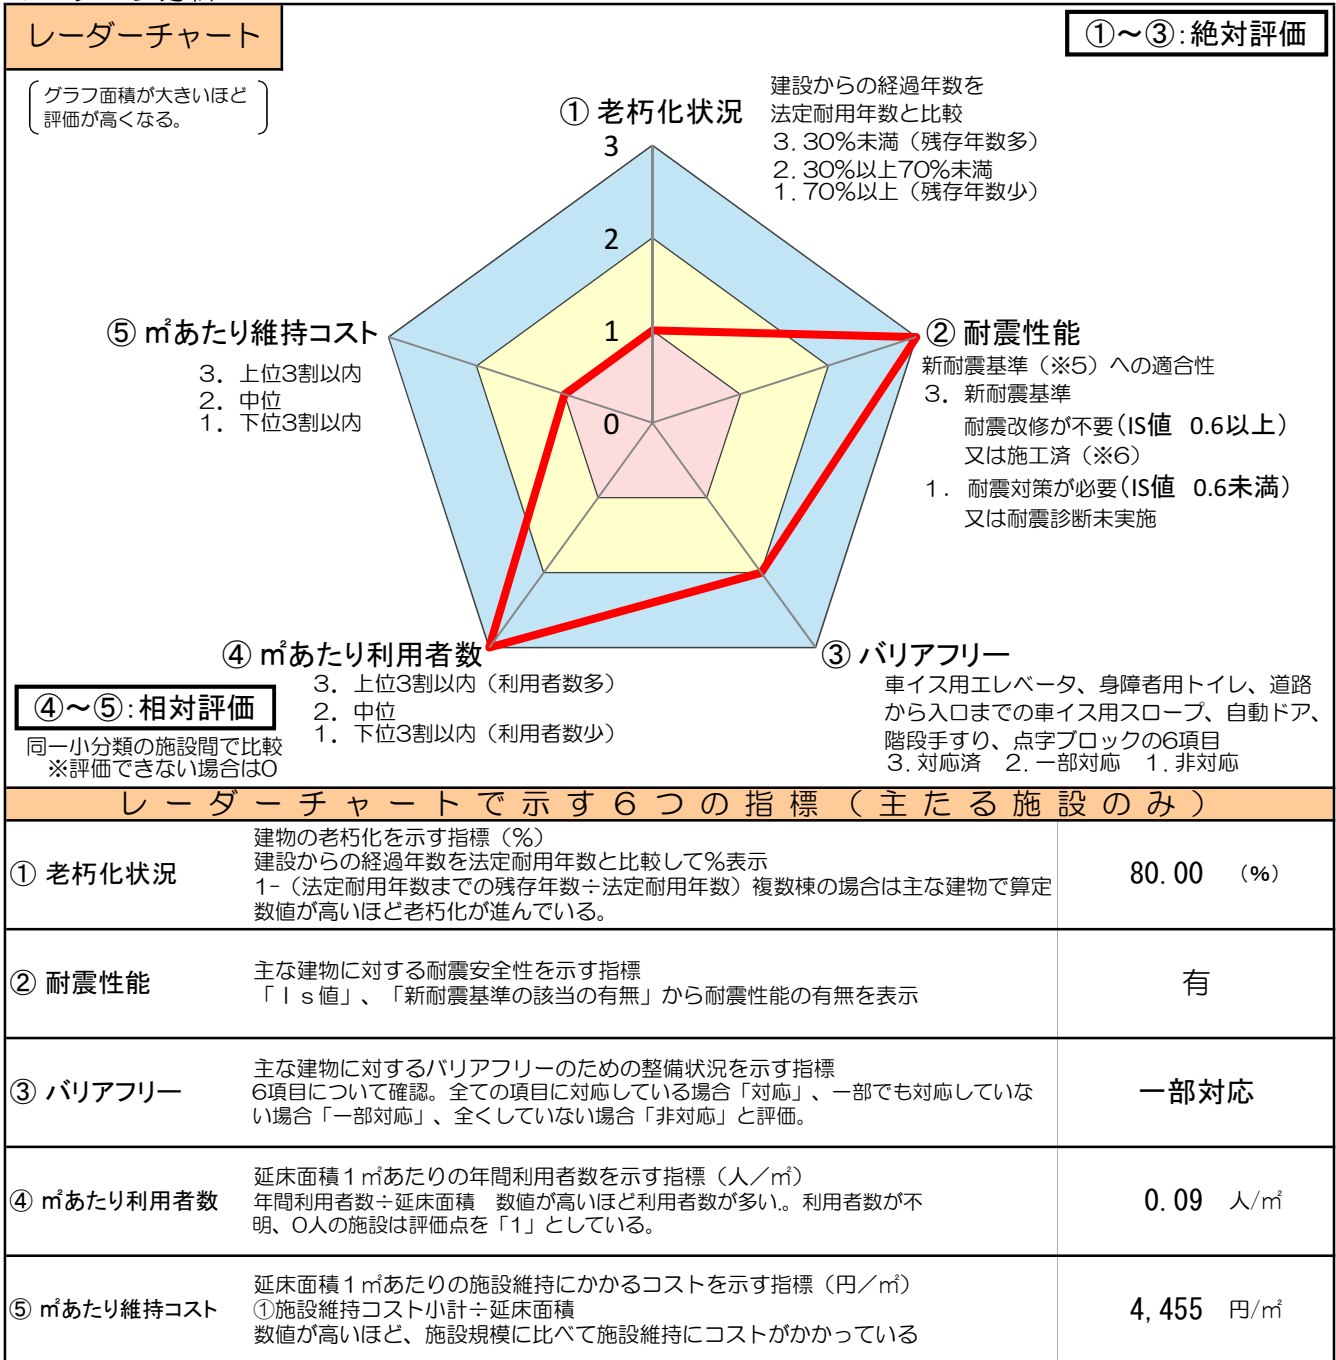 レーダーチャート
①～③:絶対評価
グラフ面積が大きいほど
評価が高くなる。
① 老朽化状況
建設からの経過年数を
法定耐用年数と比較
3.30%未満（残存年数多）
2.30%以上70%未満
1.70%以上（残存年数少）
3
2
1
0
② 耐震性能
新耐震基準（※5）への適合性
3．新耐震基準
耐震改修が不要(IS値 0.6以上)
又は施工済（※6）
1． 耐震対策が必要(IS値 0.6未満)
又は耐震診断未実施
⑤ ㎡あたり維持コスト
3．上位3割以内
2．中位
1．下位3割以内
④ ㎡あたり利用者数
3．上位3割以内（利用者数多）
2．中位
1．下位3割以内（利用者数少）
③ バリアフリー
車イス用エレベータ、身障者用トイレ、道路
から入口までの車イス用スロープ、自動ドア、
階段手すり、点字ブロックの6項目
3.対応済 2.一部対応 1.非対応
④～⑤:相対評価
同一小分類の施設間で比較
※評価できない場合は0
レーダーチャートで示す６つの指標（主たる施設のみ）
① 老朽化状況
建物の老朽化を示す指標（%）
建設からの経過年数を法定耐用年数と比較して%表示
1-（法定耐用年数までの残存年数÷法定耐用年数）複数棟の場合は主な建物で算定
数値が高いほど老朽化が進んでいる。
80.00 （%）
② 耐震性能
主な建物に対する耐震安全性を示す指標
「Ｉｓ値」、「新耐震基準の該当の有無」から耐震性能の有無を表示
有
③ バリアフリー
主な建物に対するバリアフリーのための整備状況を示す指標
6項目について確認。全ての項目に対応している場合「対応」、一部でも対応していな
い場合「一部対応」、全くしていない場合「非対応」と評価。
一部対応
④ ㎡あたり利用者数
延床面積１㎡あたりの年間利用者数を示す指標（人／㎡）
年間利用者数÷延床面積　数値が高いほど利用者数が多い。利用者数が不
明、0人の施設は評価点を「1」としている。
0.09 人/㎡
⑤ ㎡あたり維持コスト
延床面積１㎡あたりの施設維持にかかるコストを示す指標（円／㎡）
①施設維持コスト小計÷延床面積
数値が高いほど、施設規模に比べて施設維持にコストがかかっている
4,455 円/㎡